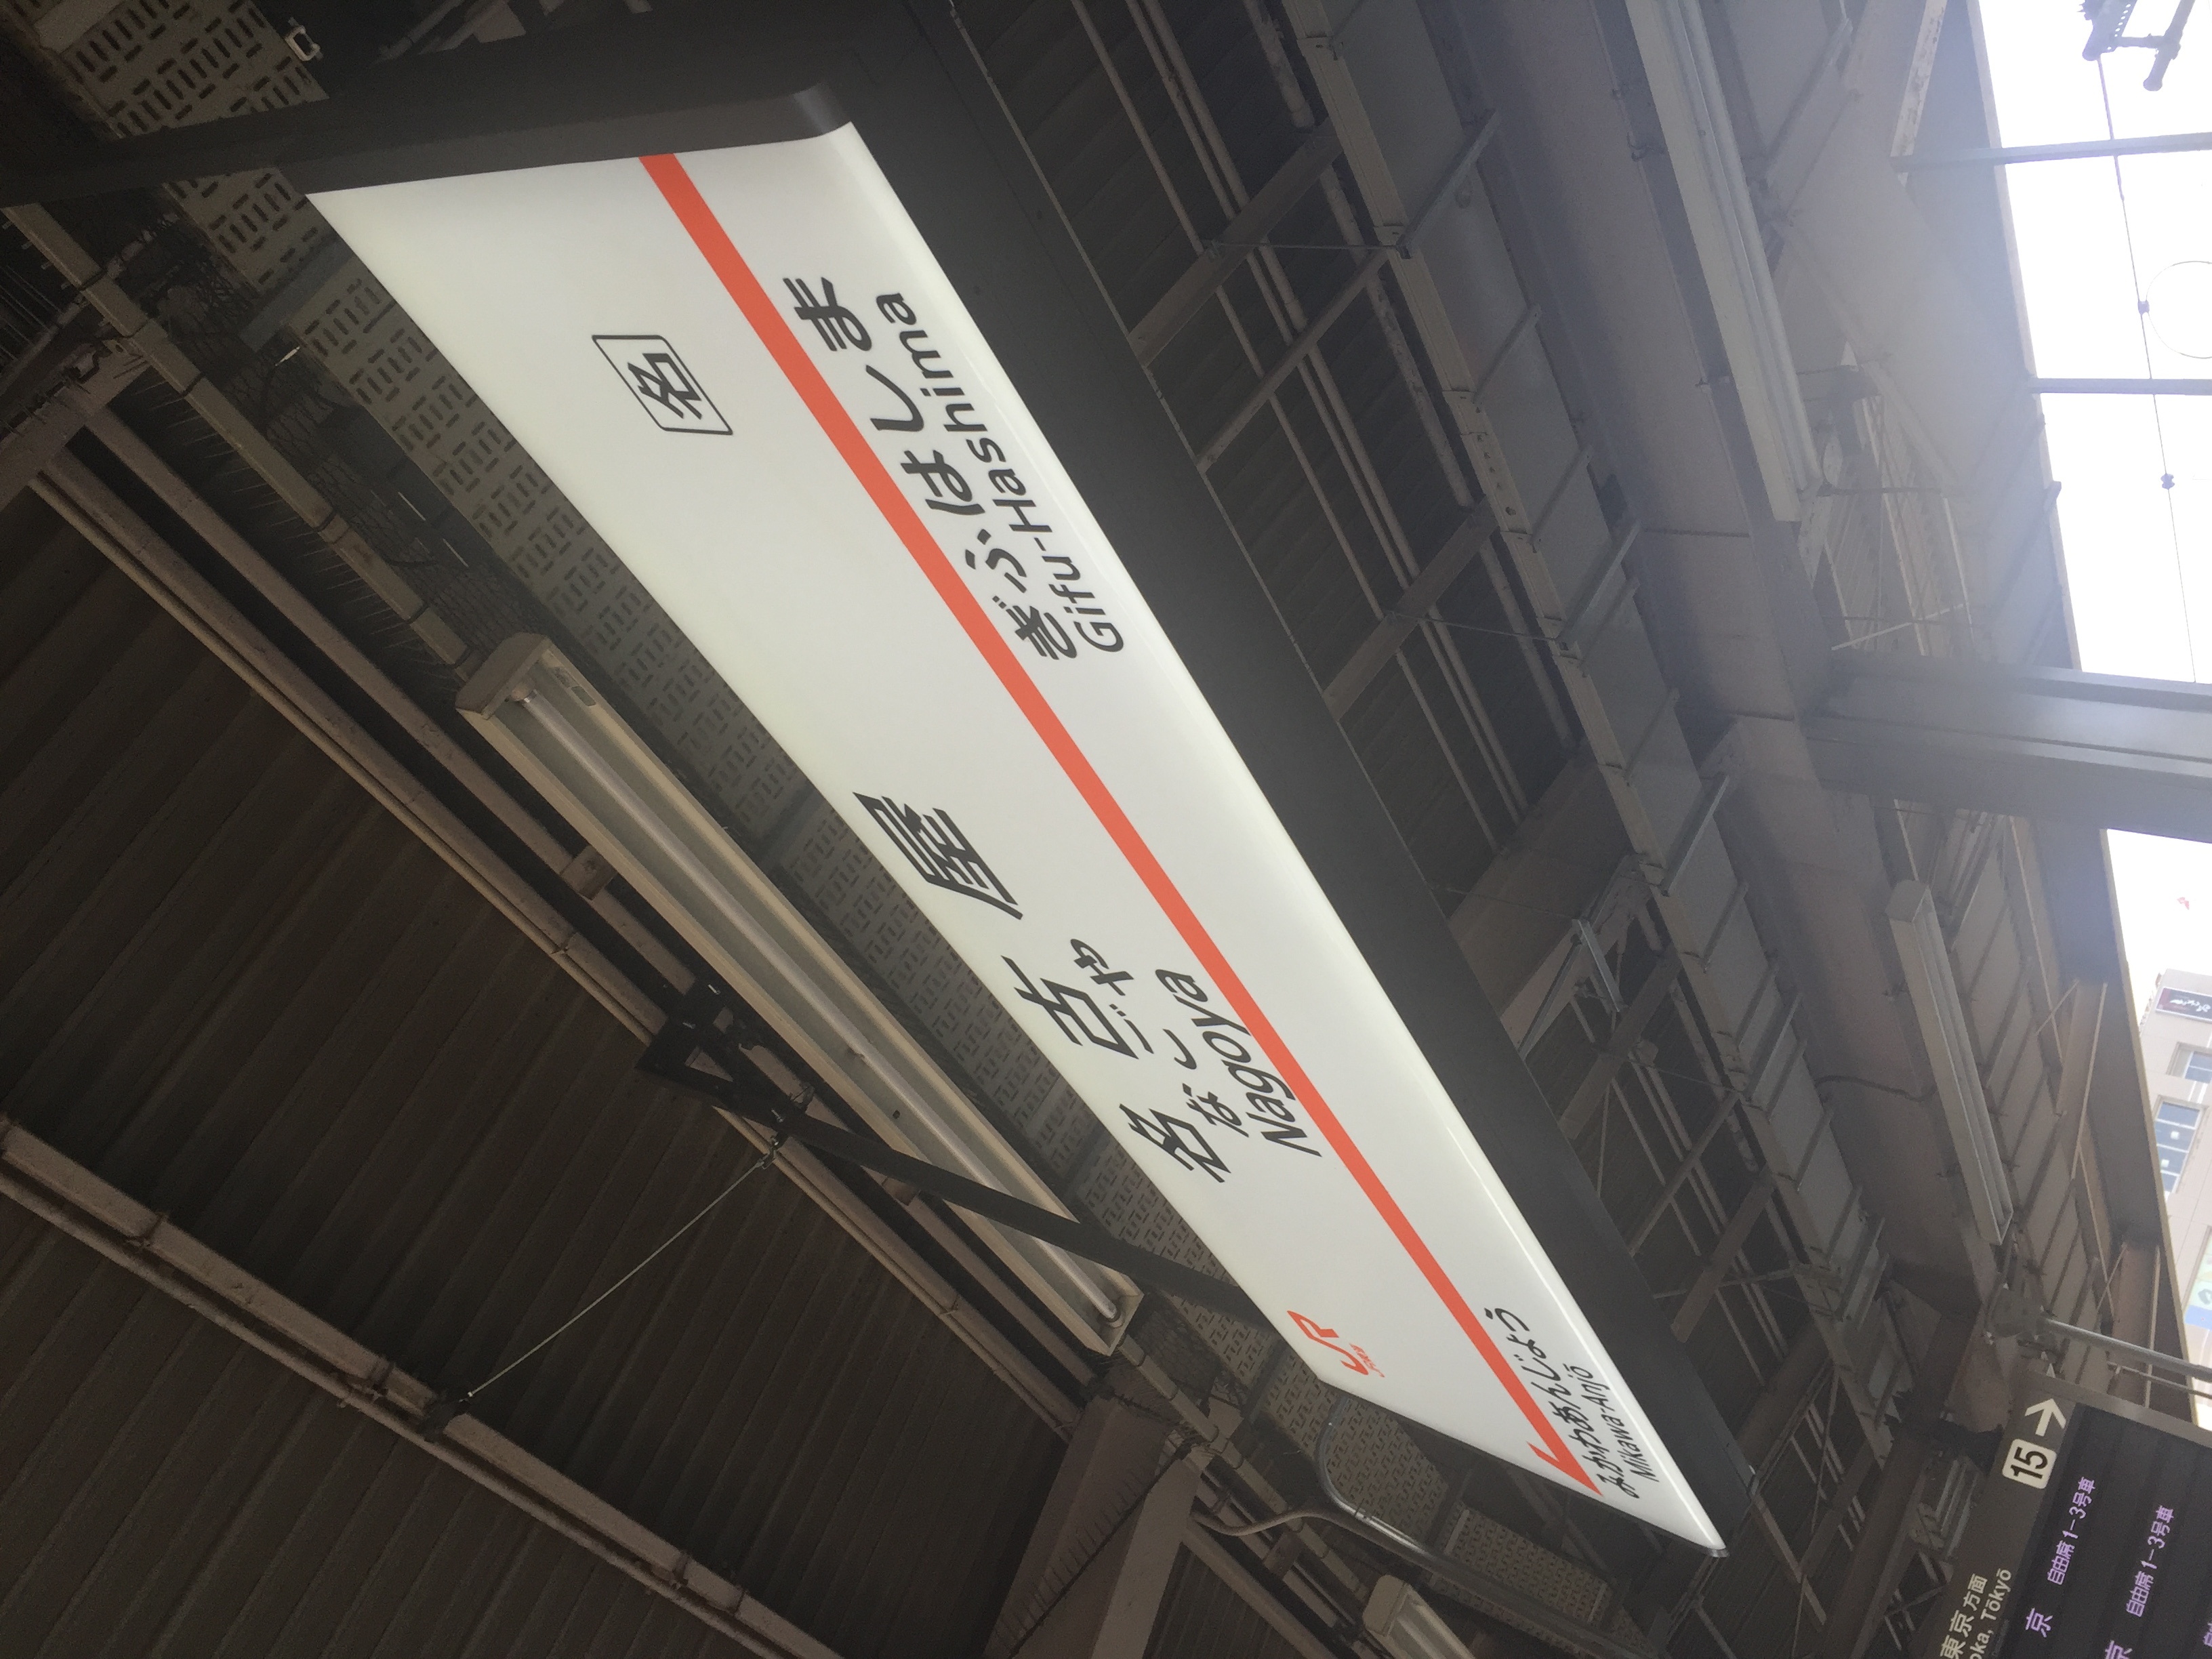 名古屋
なごや
Nagoya
名
JR
みかわあんじょう
Mikawa-Anjō
ぎふはしま
Gifu-Hashima
15 →
東京方面
Tōkyō
京 自由席 1-3号車
京 自由席 1-3号車